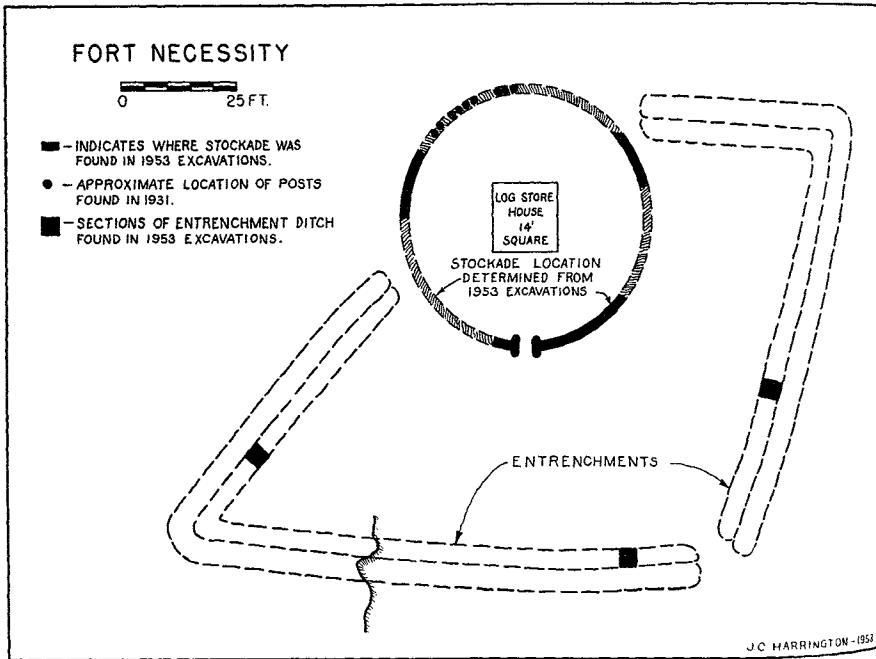 FORT NECESSITY
0 25 FT.
- INDICATES WHERE STOCKADE WAS
FOUND IN 1953 EXCAVATIONS.
- APPROXIMATE LOCATION OF POSTS
FOUND IN 1931.
- SECTIONS OF ENTRENCHMENT DITCH
FOUND IN 1953 EXCAVATIONS.
LOG STORE
HOUSE
14'
SQUARE
STOCKADE LOCATION
DETERMINED FROM
1953 EXCAVATIONS
ENTRENCHMENTS
J.C. HARRINGTON - 1953